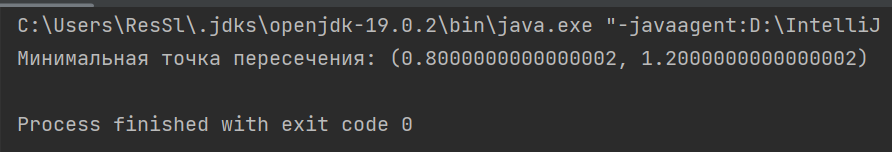 C:\Users\ResSl\.jdks\openjdk-19.0.2\bin\java.exe "-javaagent:D:\IntelliJ
Минимальная точка пересечения: (0.8000000000000002, 1.2000000000000002)
Process finished with exit code 0